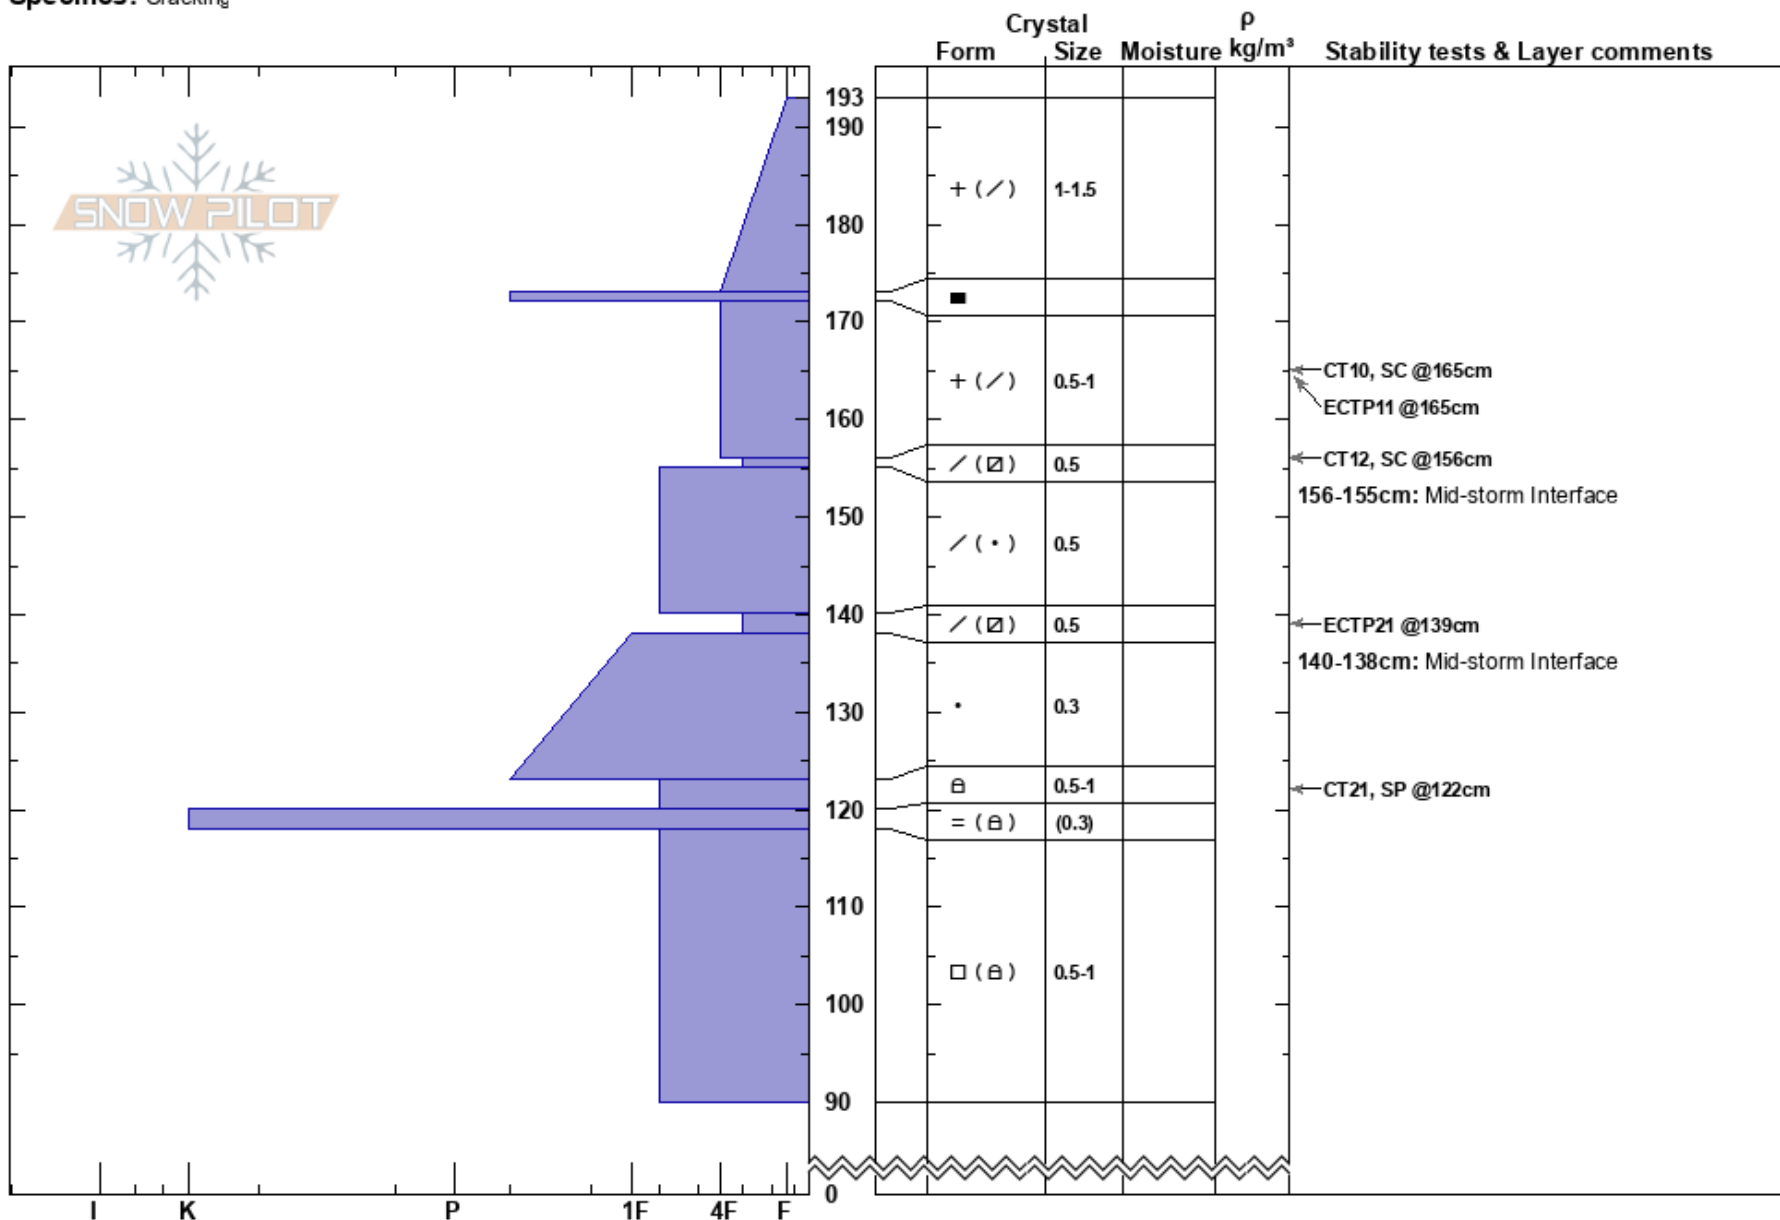 Specifics: Cracking
Crystal ρ
Form Size Moisture kg/m³ Stability tests & Layer comments
193
190
SNOW PILOT
+ (∕) 1-1.5
180
■
170
CT10, SC @165cm
+ (∕) 0.5-1
ECTP11 @165cm
160
CT12, SC @156cm
∕ (⧄) 0.5
156-155cm: Mid-storm Interface
150
∕ (•) 0.5
140
∕ (⧄) 0.5
ECTP21 @139cm
140-138cm: Mid-storm Interface
130
• 0.3
0.5-1
CT21, SP @122cm
120
= ( ) (0.3)
110
□ ( ) 0.5-1
100
90
0
I K P 1F 4F F